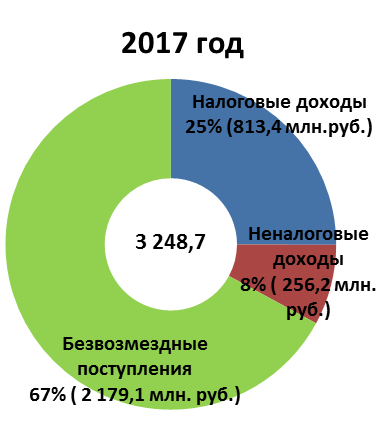 2017 год
Налоговые доходы
25% (813,4 млн.руб.)
3 248,7
Неналоговые
доходы
8% ( 256,2 млн.
руб.)
Безвозмездные
поступления
67% ( 2 179,1 млн. руб.)